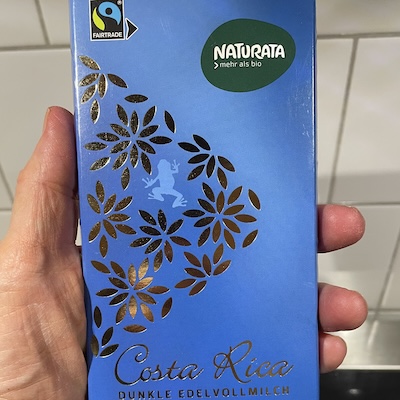 FAIRTRADE
NATURATA
mehr als bio
Costa Rica
DUNKLE EDELVOLLMILCH